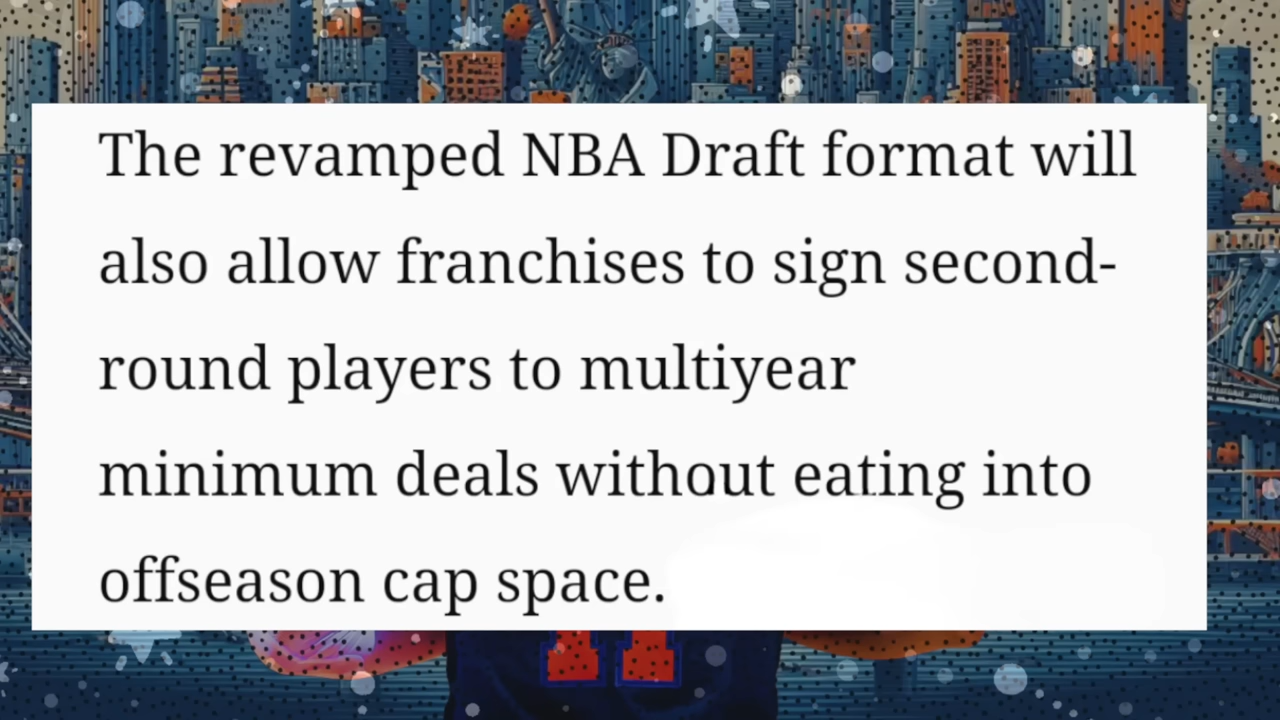 The revamped NBA Draft format will
also allow franchises to sign second-
round players to multiyear
minimum deals without eating into
offseason cap space.